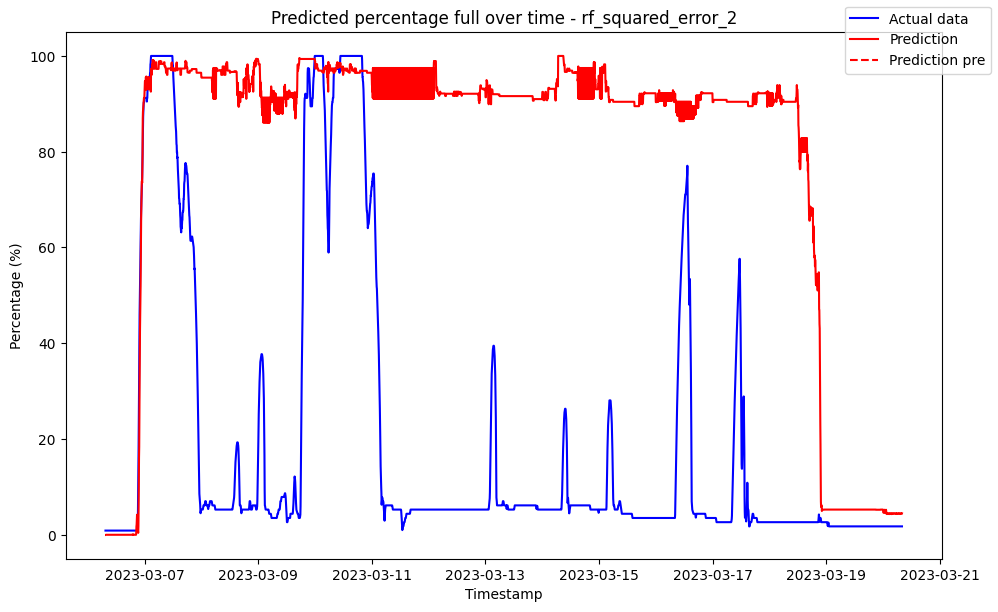 Predicted percentage full over time - rf_squared_error_2
Actual data
Prediction
Prediction pre
100
80
60
40
20
0
Percentage (%)
2023-03-07
2023-03-09
2023-03-11
2023-03-13
2023-03-15
2023-03-17
2023-03-19
2023-03-21
Timestamp